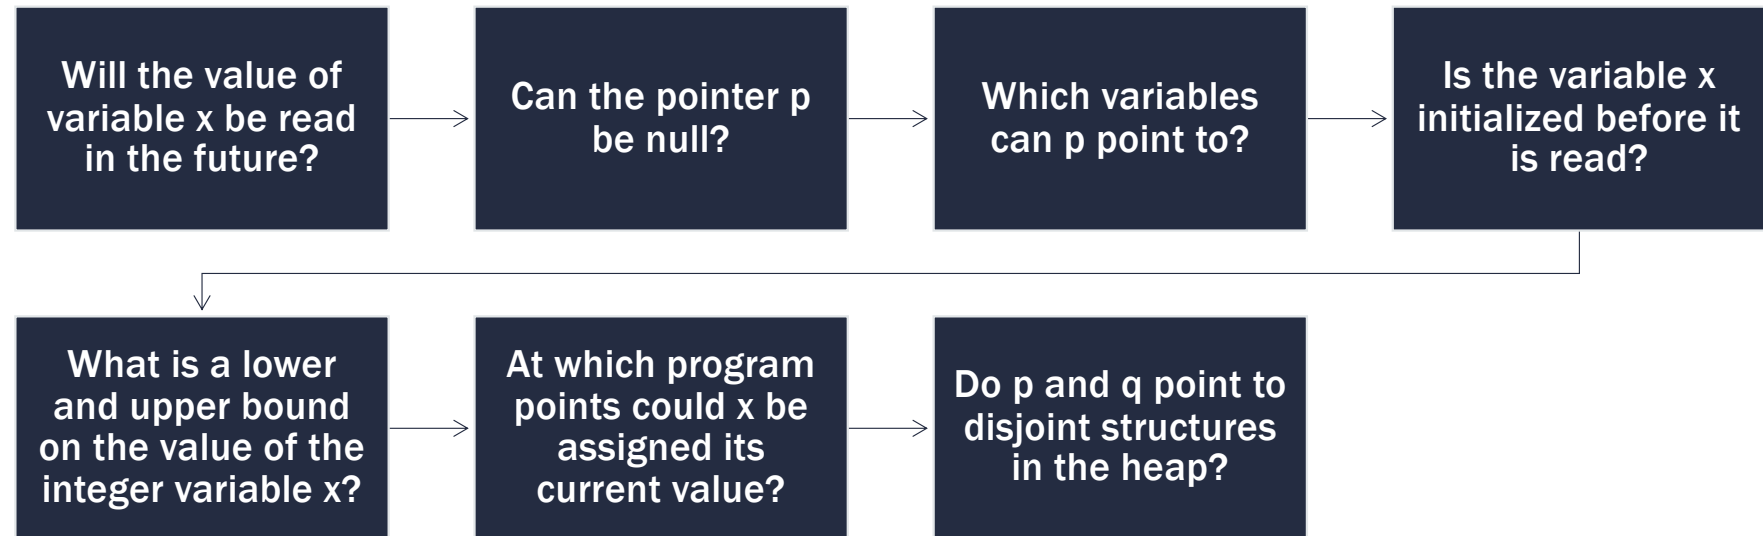 Will the value of
variable x be read
in the future?
Can the pointer p
be null?
Which variables
can p point to?
Is the variable x
initialized before it
is read?
What is a lower
and upper bound
on the value of the
integer variable x?
At which program
points could x be
assigned its
current value?
Do p and q point to
disjoint structures
in the heap?